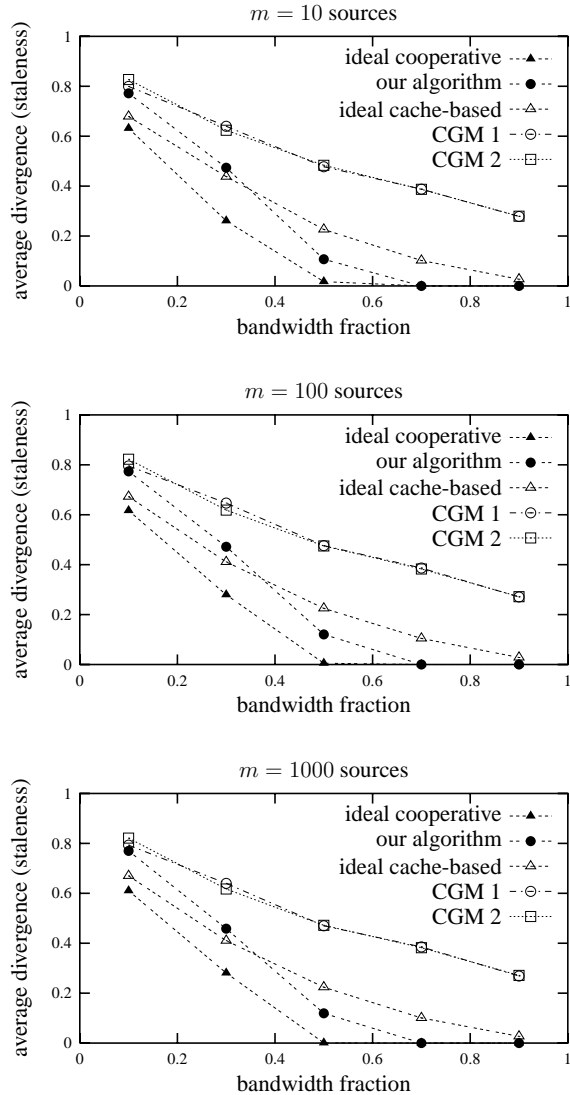 m = 10 sources
average divergence (staleness)
1
0.8
0.6
0.4
0.2
0
ideal cooperative
our algorithm
ideal cache-based
CGM 1
CGM 2
0 0.2 0.4 0.6 0.8 1
bandwidth fraction
m = 100 sources
average divergence (staleness)
1
0.8
0.6
0.4
0.2
0
ideal cooperative
our algorithm
ideal cache-based
CGM 1
CGM 2
0 0.2 0.4 0.6 0.8 1
bandwidth fraction
m = 1000 sources
average divergence (staleness)
1
0.8
0.6
0.4
0.2
0
ideal cooperative
our algorithm
ideal cache-based
CGM 1
CGM 2
0 0.2 0.4 0.6 0.8 1
bandwidth fraction